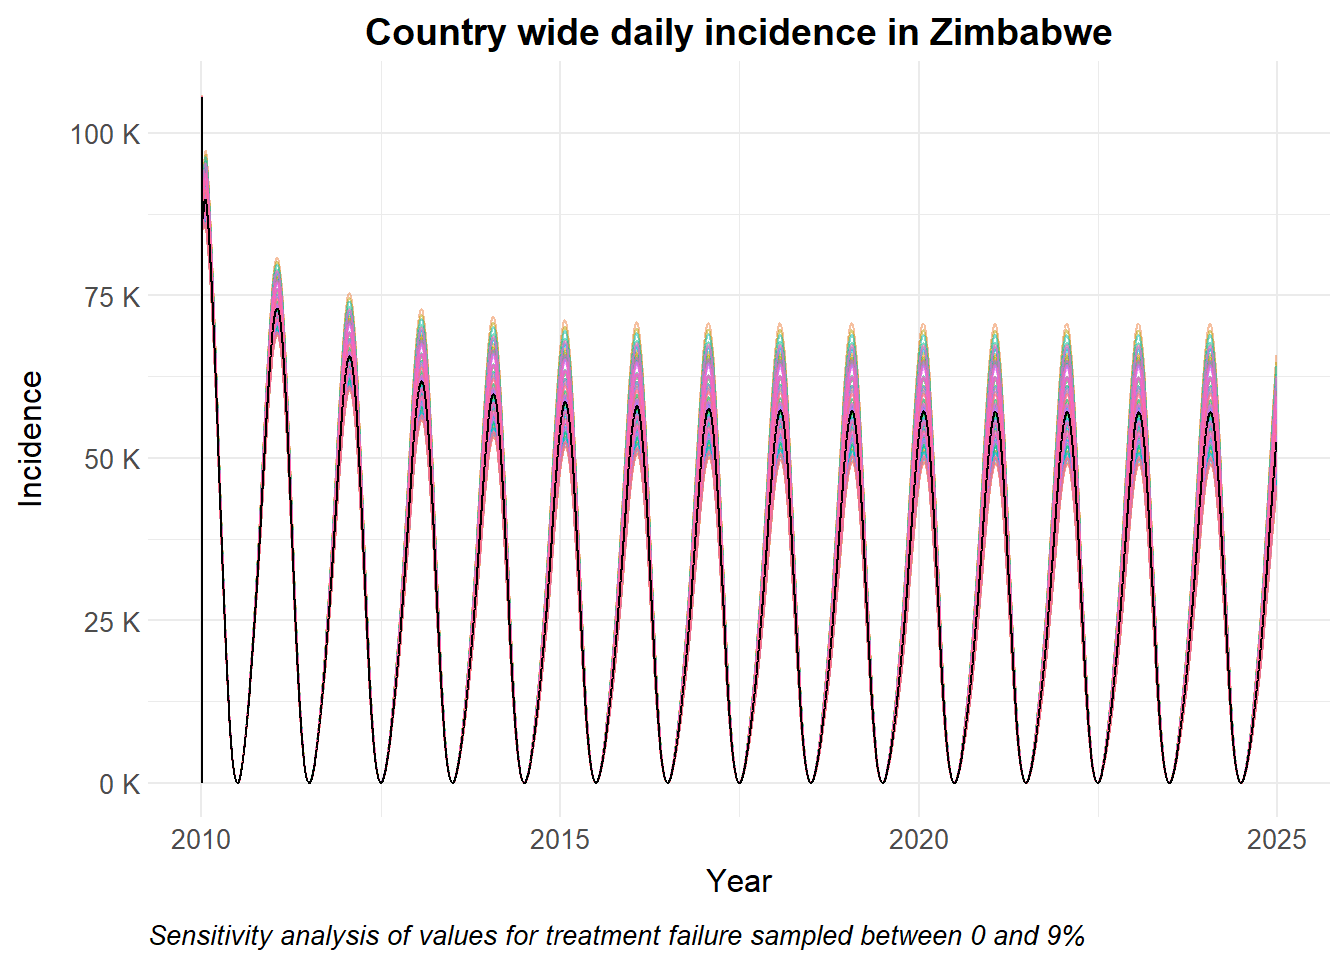 Country wide daily incidence in Zimbabwe
100 K
75 K
50 K
25 K
0 K
Incidence
2010 2015 2020 2025
Year
Sensitivity analysis of values for treatment failure sampled between 0 and 9%